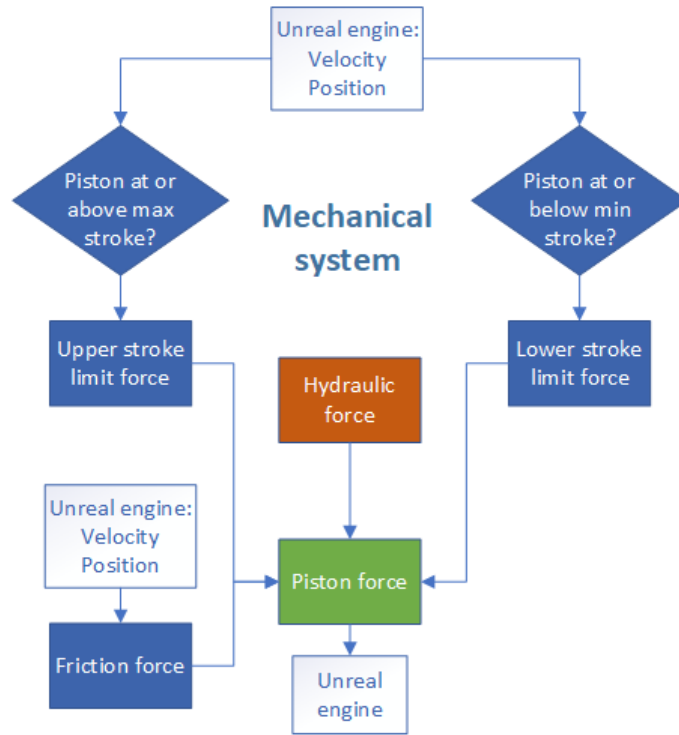 Unreal engine:
Velocity
Position
Piston at or
above max
stroke?
Piston at or
below min
stroke?
Mechanical
system
Upper stroke
limit force
Hydraulic
force
Lower stroke
limit force
Unreal engine:
Velocity
Position
Piston force
Friction force
Unreal
engine